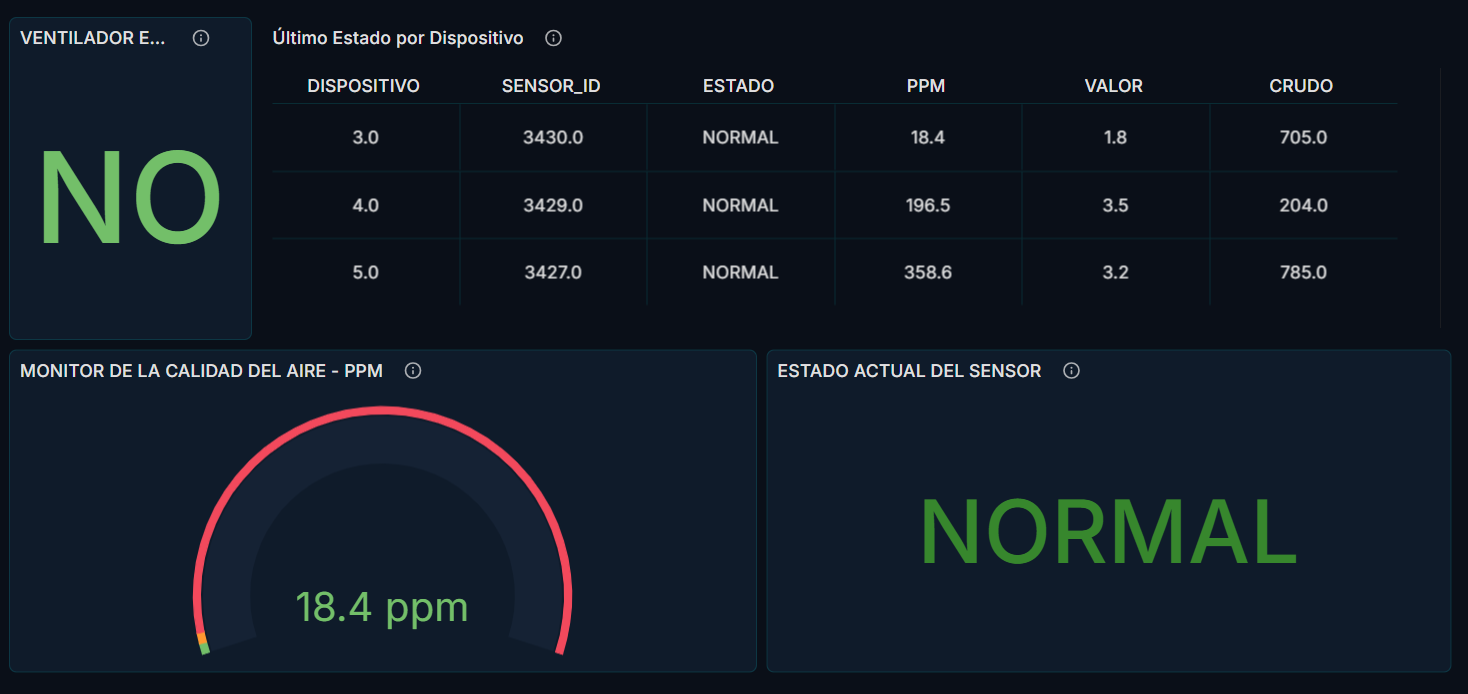 VENTILADOR E...
NO
Último Estado por Dispositivo
DISPOSITIVO SENSOR_ID ESTADO PPM VALOR CRUDO
3.0 3430.0 NORMAL 18.4 1.8 705.0
4.0 3429.0 NORMAL 196.5 3.5 204.0
5.0 3427.0 NORMAL 358.6 3.2 785.0
MONITOR DE LA CALIDAD DEL AIRE - PPM
18.4 ppm
ESTADO ACTUAL DEL SENSOR
NORMAL